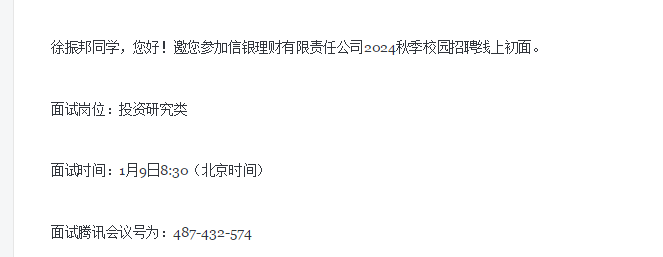 徐振邦同学，您好！邀您参加信银理财有限责任公司2024秋季校园招聘线上初面。
面试岗位：投资研究类
面试时间：1月9日8:30（北京时间）
面试腾讯会议号为：487-432-574